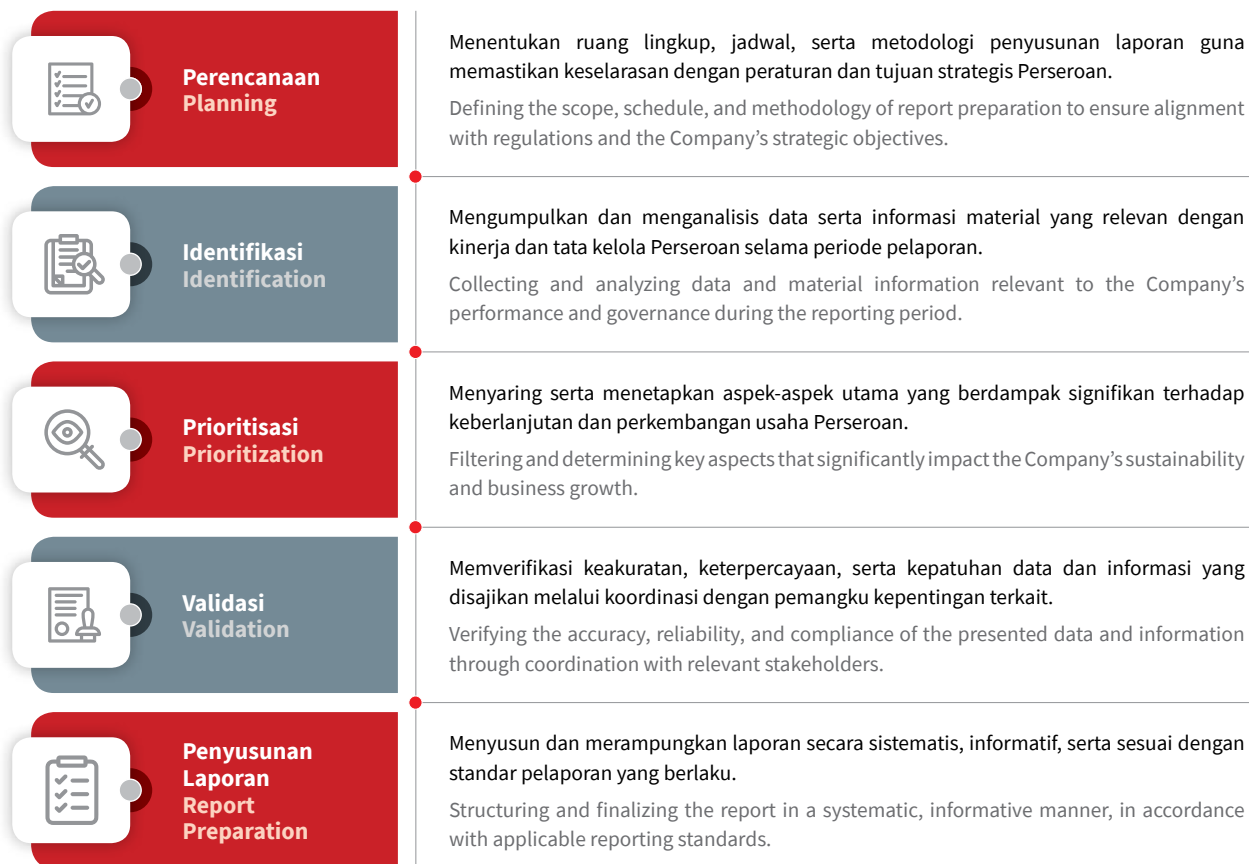 Perencanaan
Planning
Menentukan ruang lingkup, jadwal, serta metodologi penyusunan laporan guna
memastikan keselarasan dengan peraturan dan tujuan strategis Perseroan.
Defining the scope, schedule, and methodology of report preparation to ensure alignment
with regulations and the Company's strategic objectives.
Identifikasi
Identification
Mengumpulkan dan menganalisis data serta informasi material yang relevan dengan
kinerja dan tata kelola Perseroan selama periode pelaporan.
Collecting and analyzing data and material information relevant to the Company's
performance and governance during the reporting period.
Prioritisasi
Prioritization
Menyaring serta menetapkan aspek-aspek utama yang berdampak signifikan terhadap
keberlanjutan dan perkembangan usaha Perseroan.
Filtering and determining key aspects that significantly impact the Company's sustainability
and business growth.
Validasi
Validation
Memverifikasi keakuratan, keterpercayaan, serta kepatuhan data dan informasi yang
disajikan melalui koordinasi dengan pemangku kepentingan terkait.
Verifying the accuracy, reliability, and compliance of the presented data and information
through coordination with relevant stakeholders.
Penyusunan
Laporan
Report
Preparation
Menyusun dan merampungkan laporan secara sistematis, informatif, serta sesuai dengan
standar pelaporan yang berlaku.
Structuring and finalizing the report in a systematic, informative manner, in accordance
with applicable reporting standards.